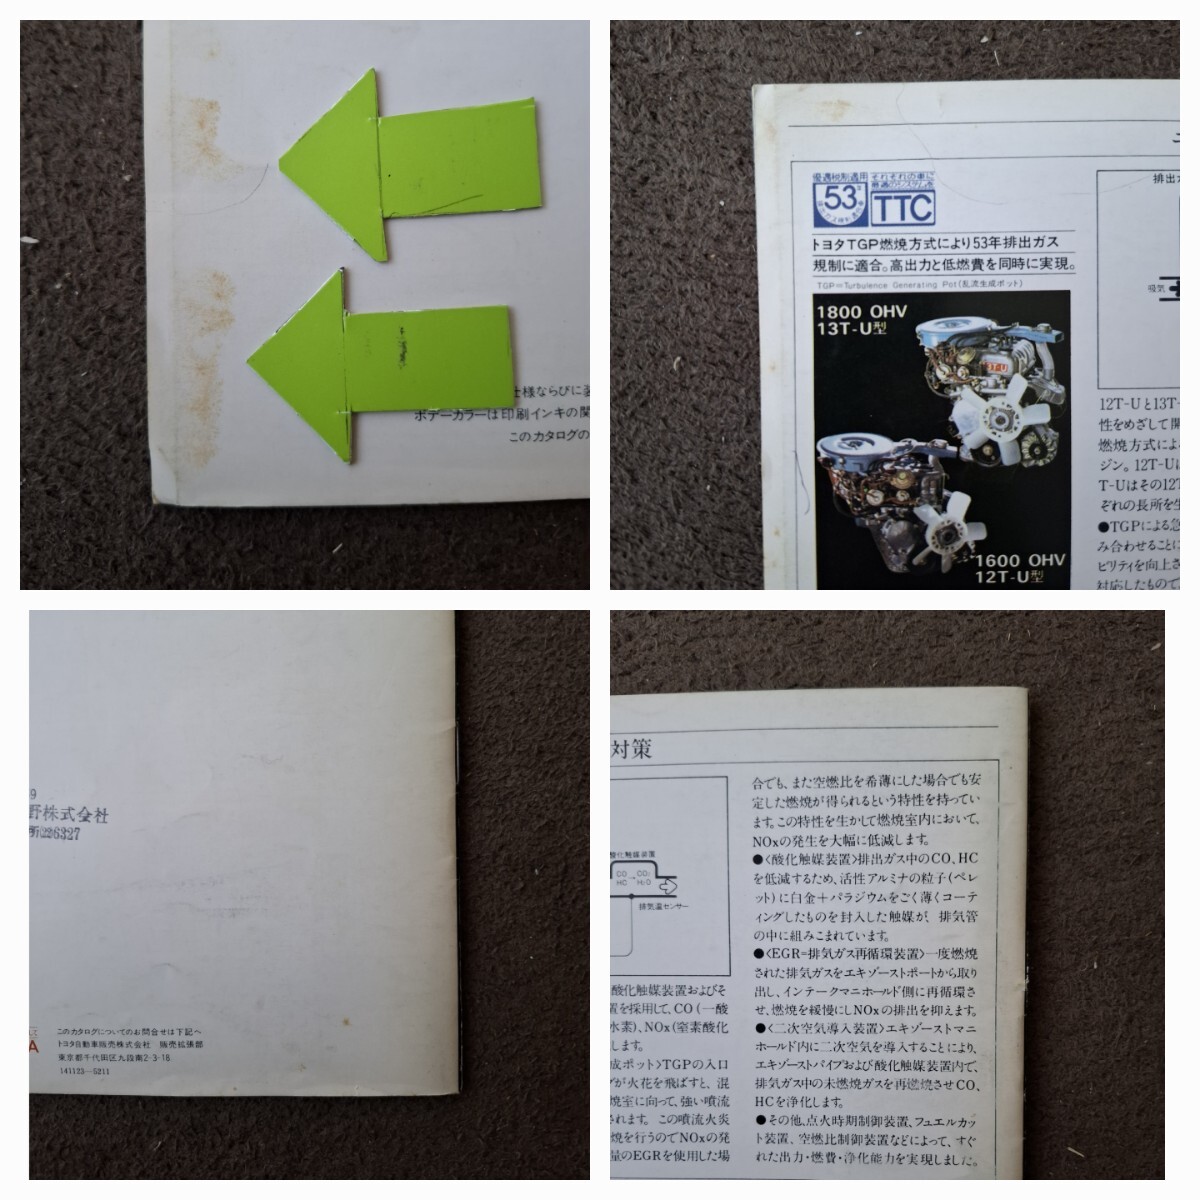 仕様ならびに装
ボデーカラーは印刷インキの関
このカタログの
優遇税制適用
53年
それぞれの車に
最適のシステムを
TTC
トヨタTGP燃焼方式により53年排出ガス
規制に適合。高出力と低燃費を同時に実現。
TGP=Turbulence Generating Pot(乱流生成ポット)
1800 OHV
13T-U型
1600 OHV
12T-U型
排出ガ
吸気
12T-Uと13T-
性をめざして開
燃焼方式によ
ジン。12T-Uは
T-Uはその12T
ぞれの長所を生
●TGPによる急
み合わせることに
ビリティを向上さ
対応したもので
9
野株式会社
所226327
このカタログについてのお問合せは下記へ
トヨタ自動車販売株式会社 販売拡張部
東京都千代田区九段南2-3-18
141123-5211
対策
酸化触媒装置
CO
HC
→
CO₂
H₂O
排気温センサー
酸化触媒装置およびそ
置を採用して、CO(一酸
水素)、NOx(窒素酸化
します。
成ポット〉TGPの入口
グが火花を飛ばすと、混
焼室に向って、強い噴流
されます。この噴流火炎
焼を行うのでNOxの発
量のEGRを使用した場
合でも、また空燃比を希薄にした場合でも安
定した燃焼が得られるという特性を持ってい
ます。この特性を生かして燃焼室内において、
NOxの発生を大幅に低減します。
●〈酸化触媒装置〉排出ガス中のCO、HC
を低減するため、活性アルミナの粒子(ペレ
ット)に白金+パラジウムをごく薄くコーテ
ィングしたものを封入した触媒が、排気管
の中に組みこまれています。
●〈EGR=排気ガス再循環装置〉一度燃焼
された排気ガスをエキゾーストポートから取り
出し、インテークマニホールド側に再循環さ
せ、燃焼を緩慢にしNOxの排出を抑えます。
●〈二次空気導入装置〉エキゾーストマニ
ホールド内に二次空気を導入することにより、
エキゾーストパイプおよび酸化触媒装置内で、
排気ガス中の未燃焼ガスを再燃焼させCO、
HCを浄化します。
●その他、点火時期制御装置、フュエルカッ
ト装置、空燃比制御装置などによって、すぐ
れた出力・燃費・浄化能力を実現しました。